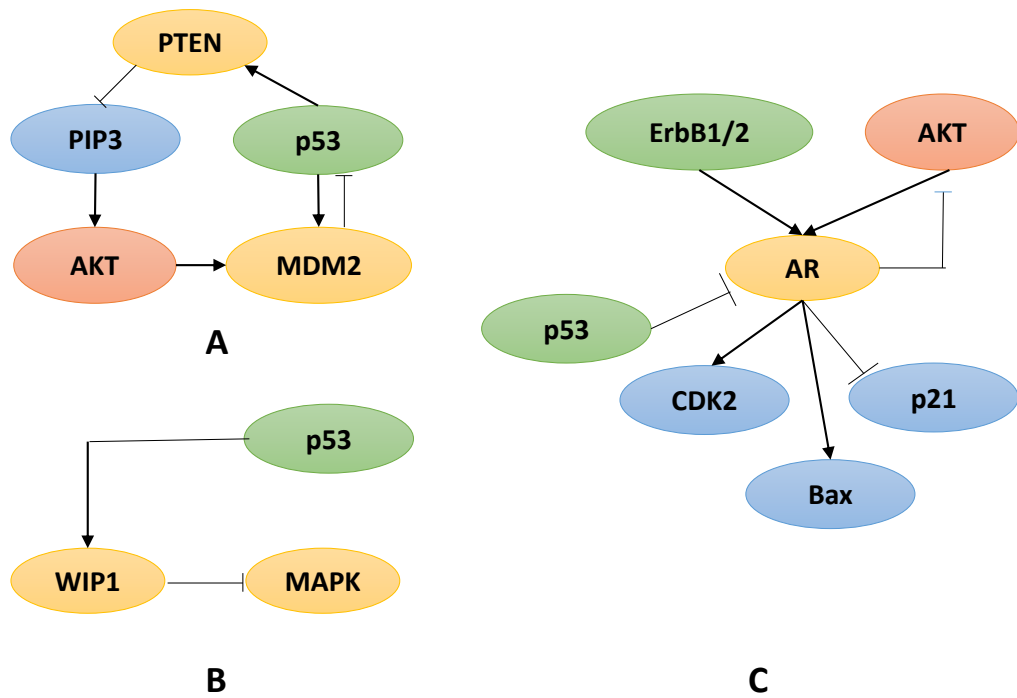 PTEN
PIP3
p53
AKT
MDM2
A
p53
WIP1
MAPK
B
ErbB1/2
AKT
AR
p53
CDK2
p21
Bax
C